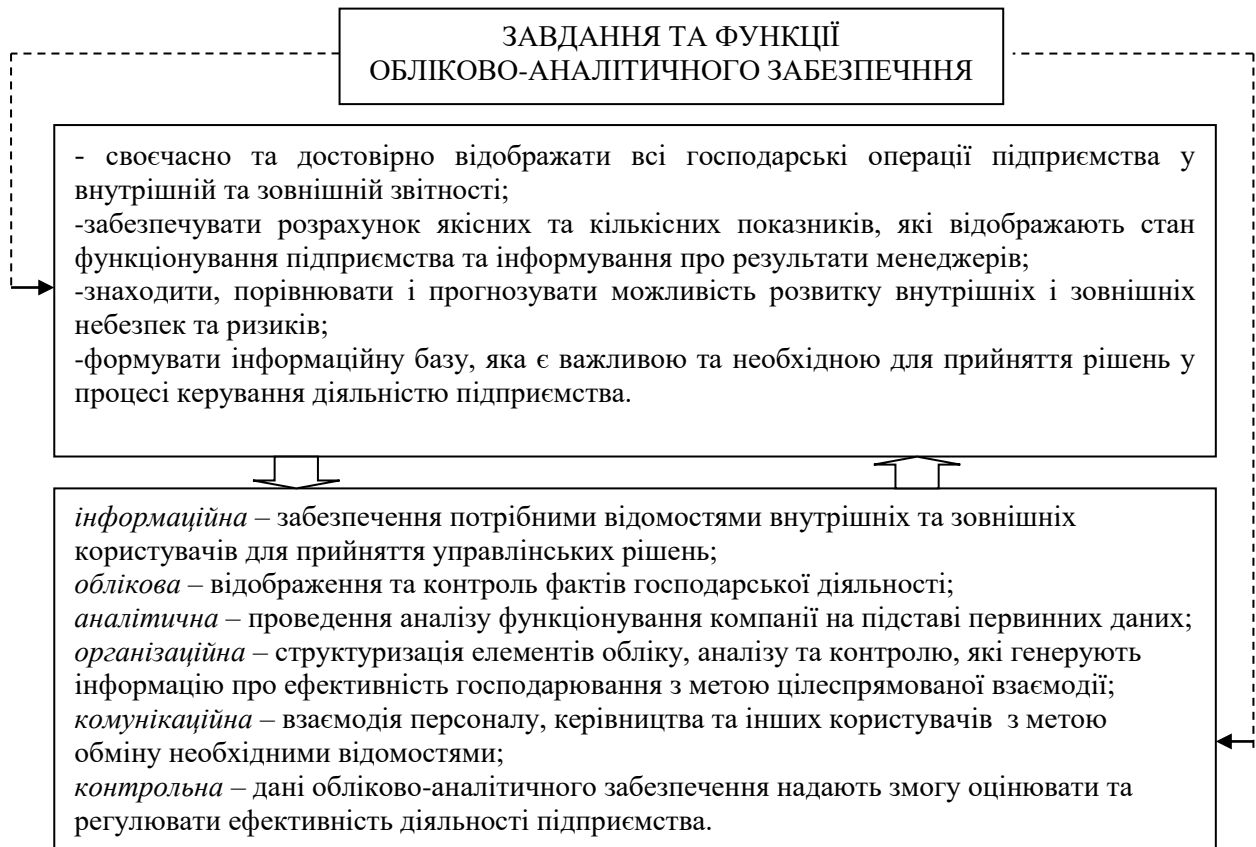 ЗАВДАННЯ ТА ФУНКЦІЇ
ОБЛІКОВО-АНАЛІТИЧНОГО ЗАБЕЗПЕЧННЯ
- своєчасно та достовірно відображати всі господарські операції підприємства у
внутрішній та зовнішній звітності;
-забезпечувати розрахунок якісних та кількісних показників, які відображають стан
функціонування підприємства та інформування про результати менеджерів;
-знаходити, порівнювати і прогнозувати можливість розвитку внутрішніх і зовнішніх
небезпек та ризиків;
-формувати інформаційну базу, яка є важливою та необхідною для прийняття рішень у
процесі керування діяльністю підприємства.
інформаційна – забезпечення потрібними відомостями внутрішніх та зовнішніх
користувачів для прийняття управлінських рішень;
облікова – відображення та контроль фактів господарської діяльності;
аналітична – проведення аналізу функціонування компанії на підставі первинних даних;
організаційна – структуризація елементів обліку, аналізу та контролю, які генерують
інформацію про ефективність господарювання з метою цілеспрямованої взаємодії;
комунікаційна – взаємодія персоналу, керівництва та інших користувачів з метою
обміну необхідними відомостями;
контрольна – дані обліково-аналітичного забезпечення надають змогу оцінювати та
регулювати ефективність діяльності підприємства.